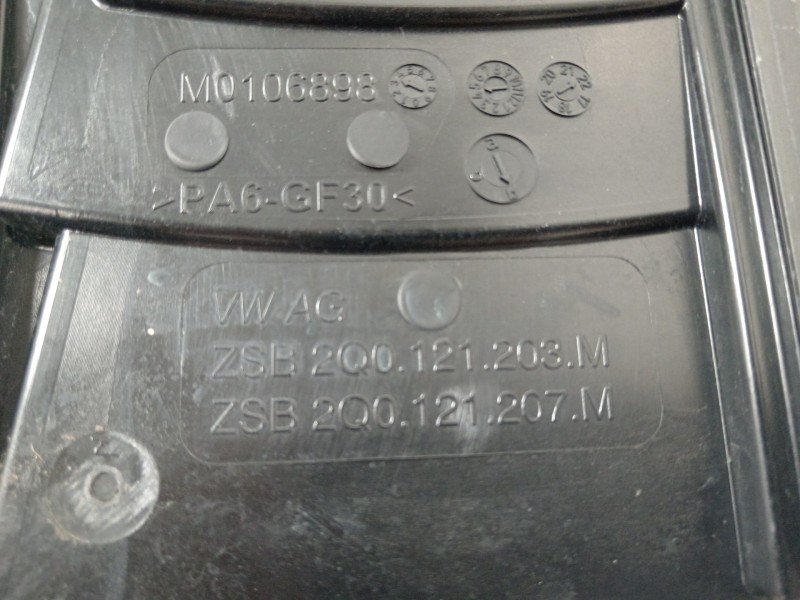 M0106898
>PA6-GF30<
VW AG
ZSB 2Q0.121.203.M
ZSB 2Q0.121.207.M